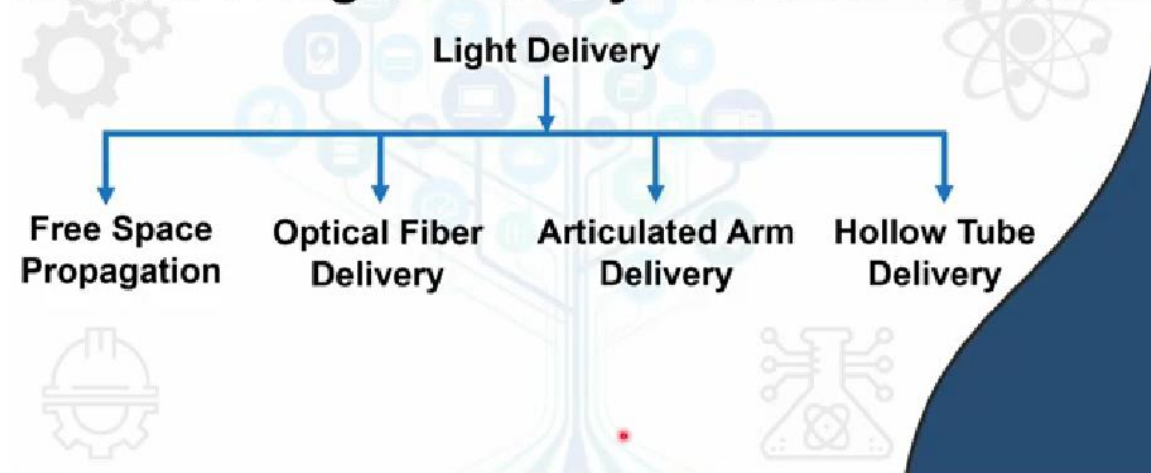 Light Delivery
Free Space
Propagation
Optical Fiber
Delivery
Articulated Arm
Delivery
Hollow Tube
Delivery